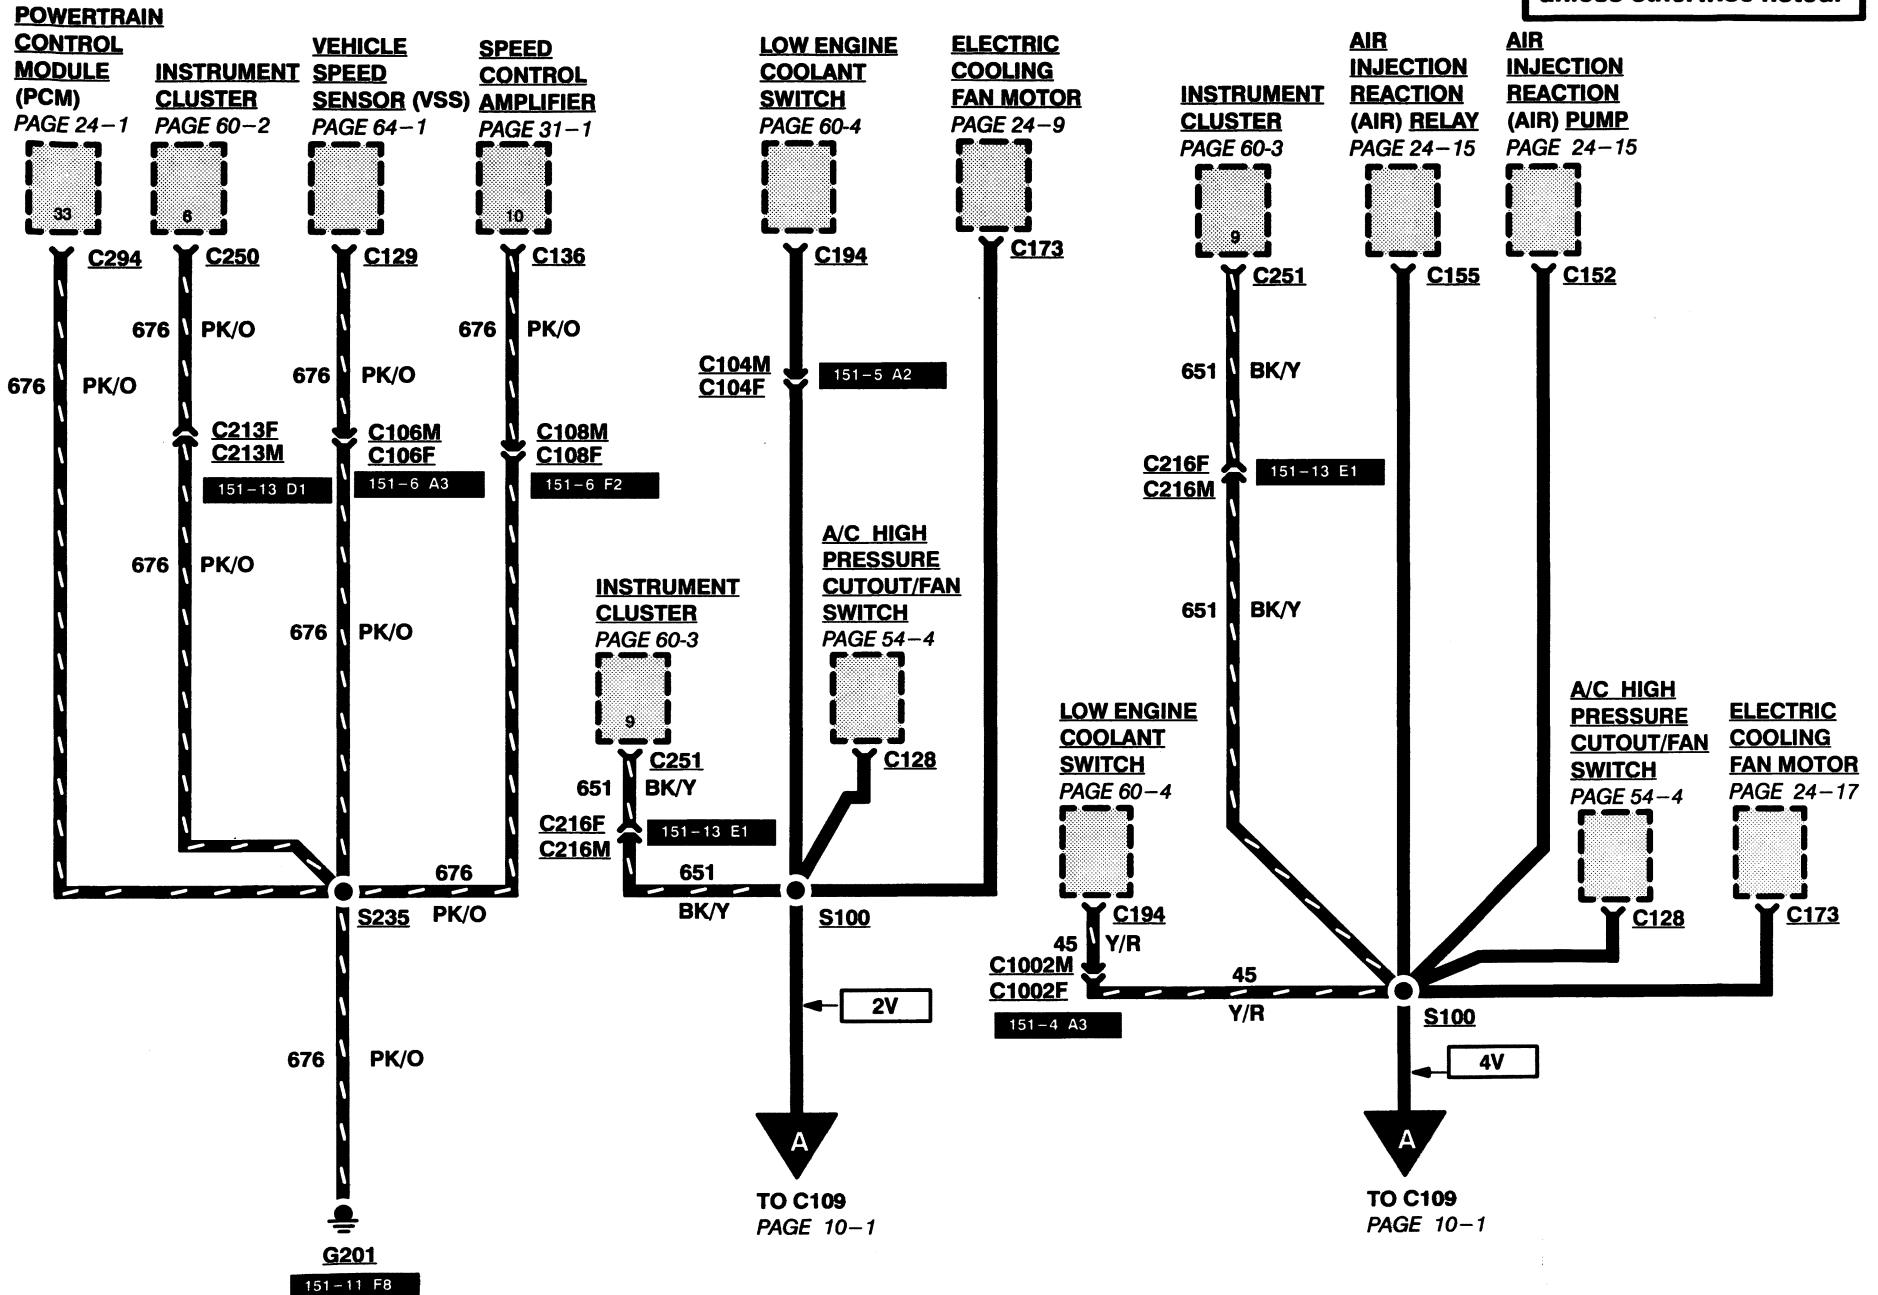 POWERTRAIN
CONTROL
MODULE
(PCM)
PAGE 24-1
INSTRUMENT
CLUSTER
PAGE 60-2
VEHICLE
SPEED
SENSOR (VSS)
PAGE 64-1
SPEED
CONTROL
AMPLIFIER
PAGE 31-1
LOW ENGINE
COOLANT
SWITCH
PAGE 60-4
ELECTRIC
COOLING
FAN MOTOR
PAGE 24-9
INSTRUMENT
CLUSTER
PAGE 60-3
AIR
INJECTION
REACTION
(AIR) RELAY
PAGE 24-15
AIR
INJECTION
REACTION
(AIR) PUMP
PAGE 24-15
33
6
10
9
C294
C250
C129
C136
C194
C173
C251
C155
C152
676 PK/O
676 PK/O
676 PK/O
676 PK/O
C213F
C213M
151-13 D1
C106M
C106F
151-6 A3
C108M
C108F
151-6 F2
C104M
C104F
151-5 A2
651 BK/Y
C216F
C216M
151-13 E1
651 BK/Y
676 PK/O
676 PK/O
INSTRUMENT
CLUSTER
PAGE 60-3
9
C251
651 BK/Y
C216F
C216M
151-13 E1
651
BK/Y
A/C HIGH
PRESSURE
CUTOUT/FAN
SWITCH
PAGE 54-4
C128
676
PK/O
S235
S100
676 PK/O
G201
151-11 F8
2V
A
TO C109
PAGE 10-1
LOW ENGINE
COOLANT
SWITCH
PAGE 60-4
C194
45 Y/R
C1002M
C1002F
151-4 A3
45
Y/R
A/C HIGH
PRESSURE
CUTOUT/FAN
SWITCH
PAGE 54-4
C128
ELECTRIC
COOLING
FAN MOTOR
PAGE 24-17
C173
S100
4V
A
TO C109
PAGE 10-1